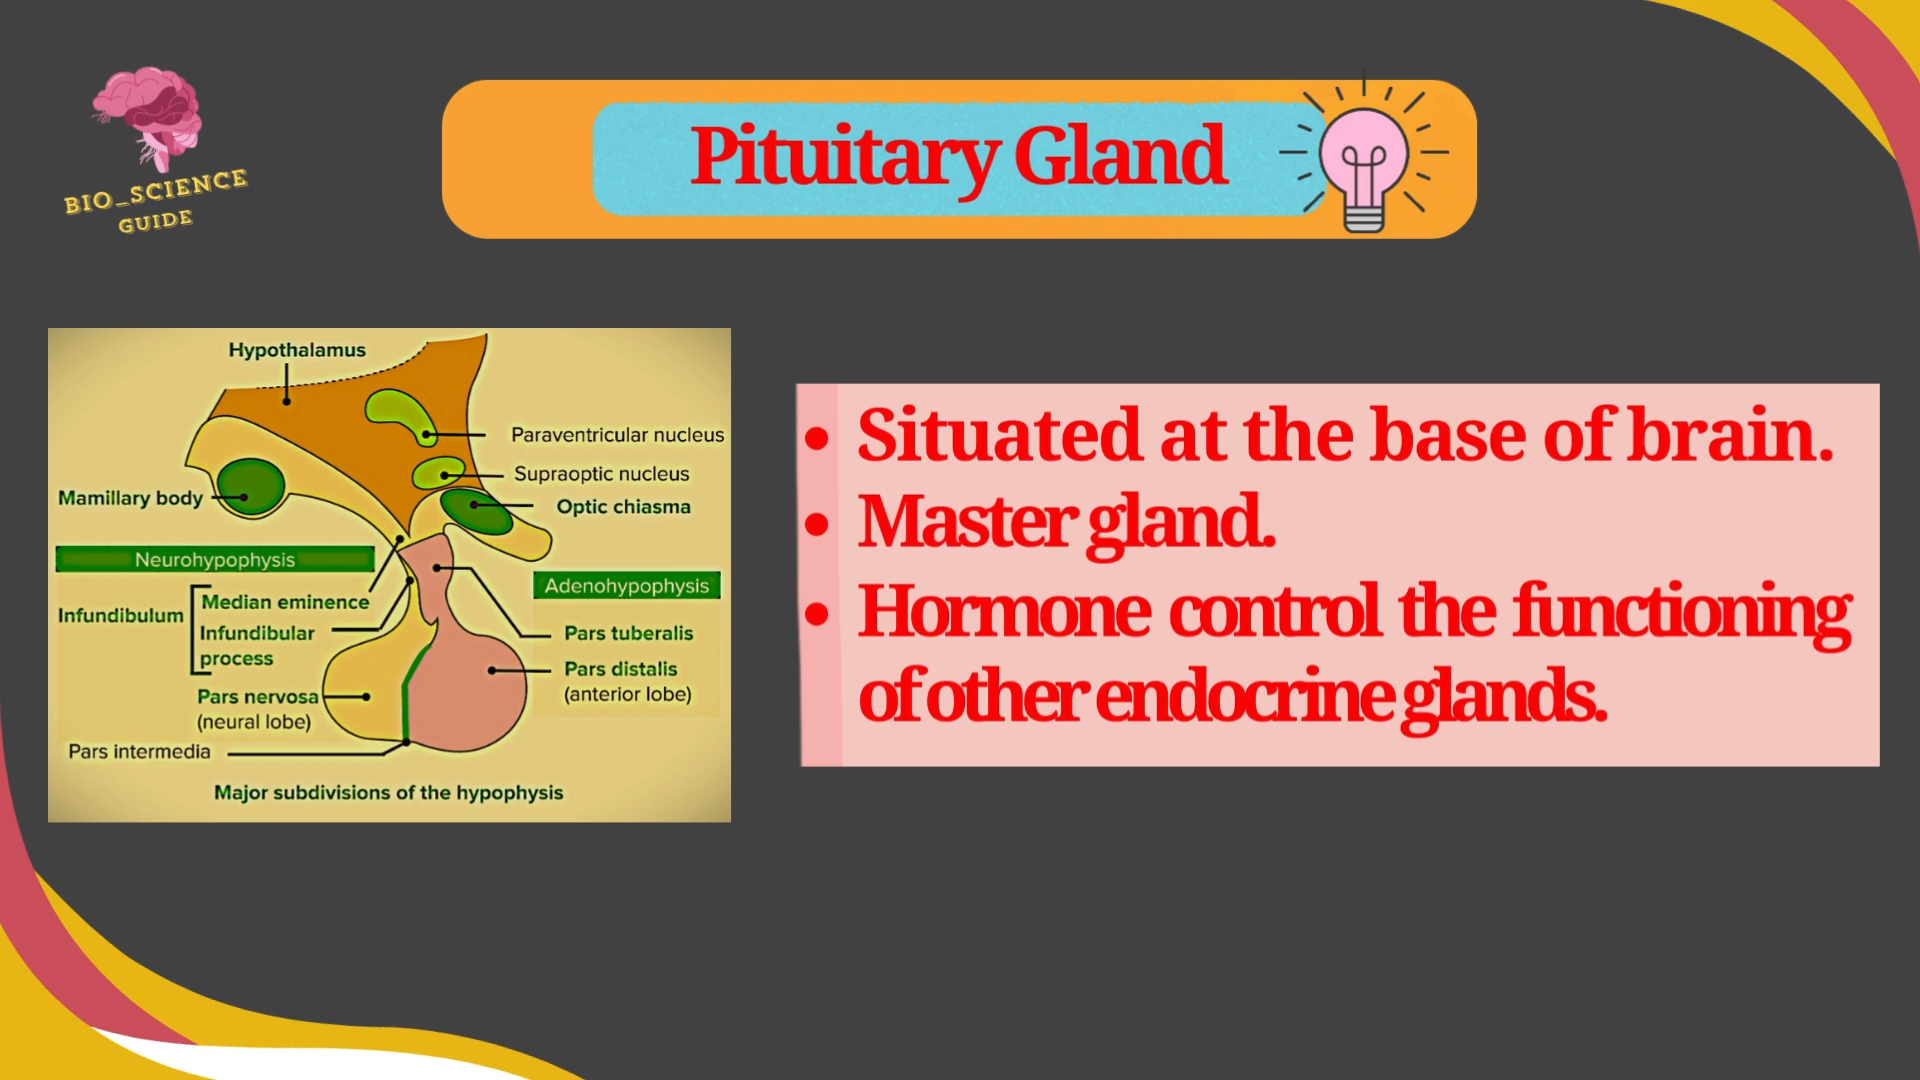 BIO_SCIENCE
GUIDE
Pituitary Gland
Hypothalamus
Paraventricular nucleus
Supraoptic nucleus
Mamillary body
Optic chiasma
Neurohypophysis
Adenohypophysis
Infundibulum
Median eminence
Infundibular
process
Pars tuberalis
Pars distalis
(anterior lobe)
Pars nervosa
(neural lobe)
Pars intermedia
Major subdivisions of the hypophysis
• Situated at the base of brain.
• Master gland.
• Hormone control the functioning
of other endocrine glands.